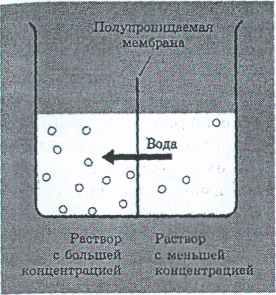 Полупроницаемая
мембрана
Вода
Раствор
с большей
концентрацией
Раствор
с меньшей
концентрацией